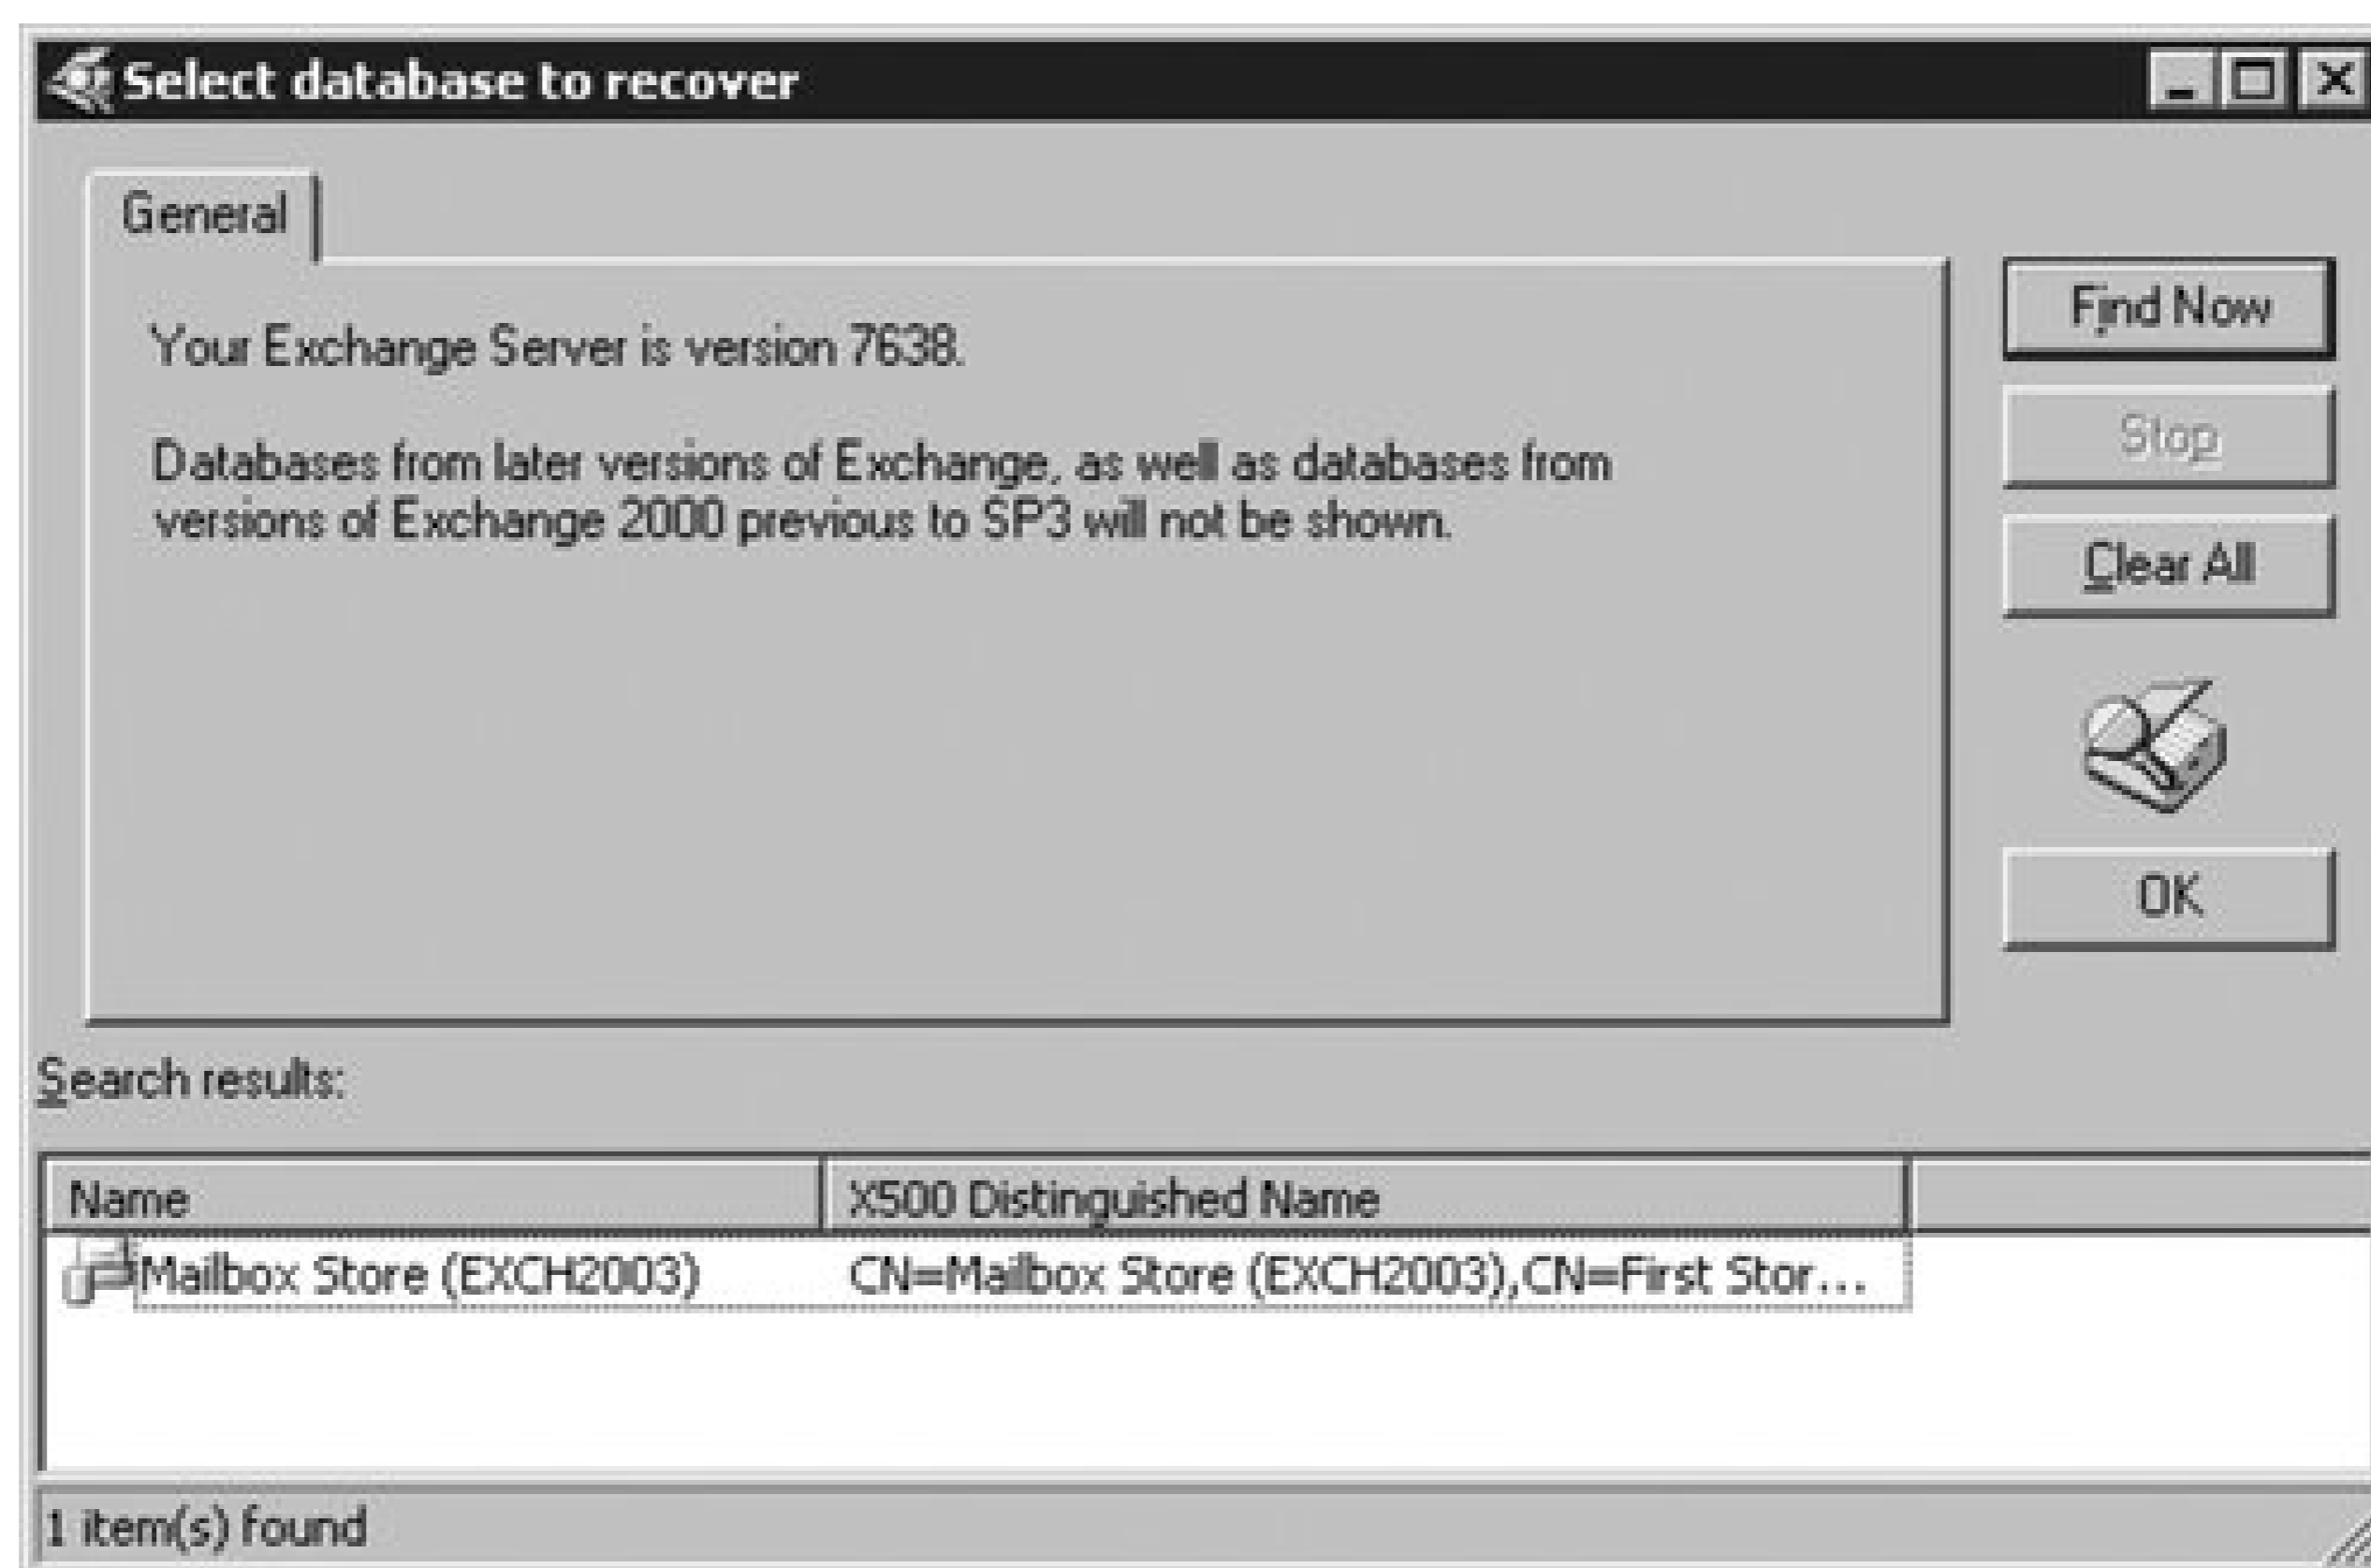 Select database to recover
General
Your Exchange Server is version 7638.
Databases from later versions of Exchange, as well as databases from
versions of Exchange 2000 previous to SP3 will not be shown.
Find Now
Stop
Clear All
OK
Search results:
Name X500 Distinguished Name
Mailbox Store (EXCH2003) CN=Mailbox Store (EXCH2003),CN=First Stor...
1 item(s) found